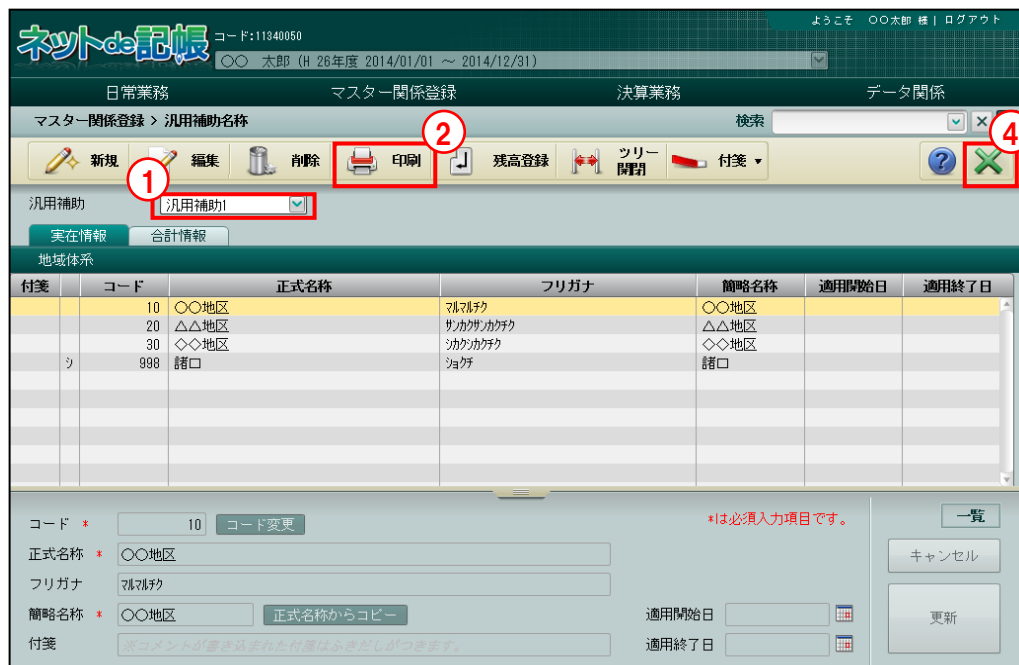 ようこそ ○○太郎 様 | ログアウト
ネットde記帳 コード:11340050
○○ 太郎 (H 26年度 2014/01/01 ～ 2014/12/31)
日常業務 マスター関係登録 決算業務 データ関係
マスター関係登録 > 汎用補助名称 検索
新規 編集 削除 2 印刷 残高登録 ツリー開閉 付箋 ? 4
汎用補助 1 汎用補助1
実在情報 合計情報
地域体系
付箋 コード 正式名称 フリガナ 簡略名称 適用開始日 適用終了日
10 ○○地区 ﾏﾙﾏﾙﾁｸ ○○地区
20 △△地区 ｻﾝｶｸｻﾝｶｸﾁｸ △△地区
30 ◇◇地区 ｼｶｸｼｶｸﾁｸ ◇◇地区
ｼ 998 諸口 ｼｮｸﾁ 諸口
コード * 10 コード変更 *は必須入力項目です。 一覧
正式名称 * ○○地区 キャンセル
フリガナ ﾏﾙﾏﾙﾁｸ
簡略名称 * ○○地区 正式名称からコピー 適用開始日 更新
付箋 ※コメントが書き込まれた付箋はふきだしがつきます。 適用終了日